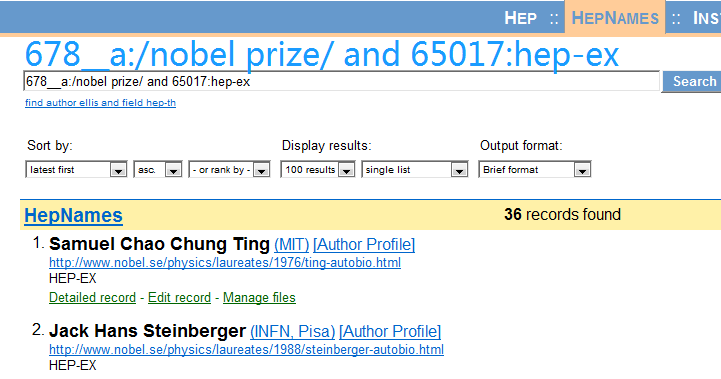 HEP :: HEPNAMES :: INST
678__a:/nobel prize/ and 65017:hep-ex
678__a:/nobel prize/ and 65017:hep-ex Search
find author ellis and field hep-th
Sort by: Display results: Output format:
latest first asc. - or rank by - 100 results single list Brief format
HepNames 36 records found
1. Samuel Chao Chung Ting (MIT) [Author Profile]
http://www.nobel.se/physics/laureates/1976/ting-autobio.html
HEP-EX
Detailed record - Edit record - Manage files
2. Jack Hans Steinberger (INFN, Pisa) [Author Profile]
http://www.nobel.se/physics/laureates/1988/steinberger-autobio.html
HEP-EX